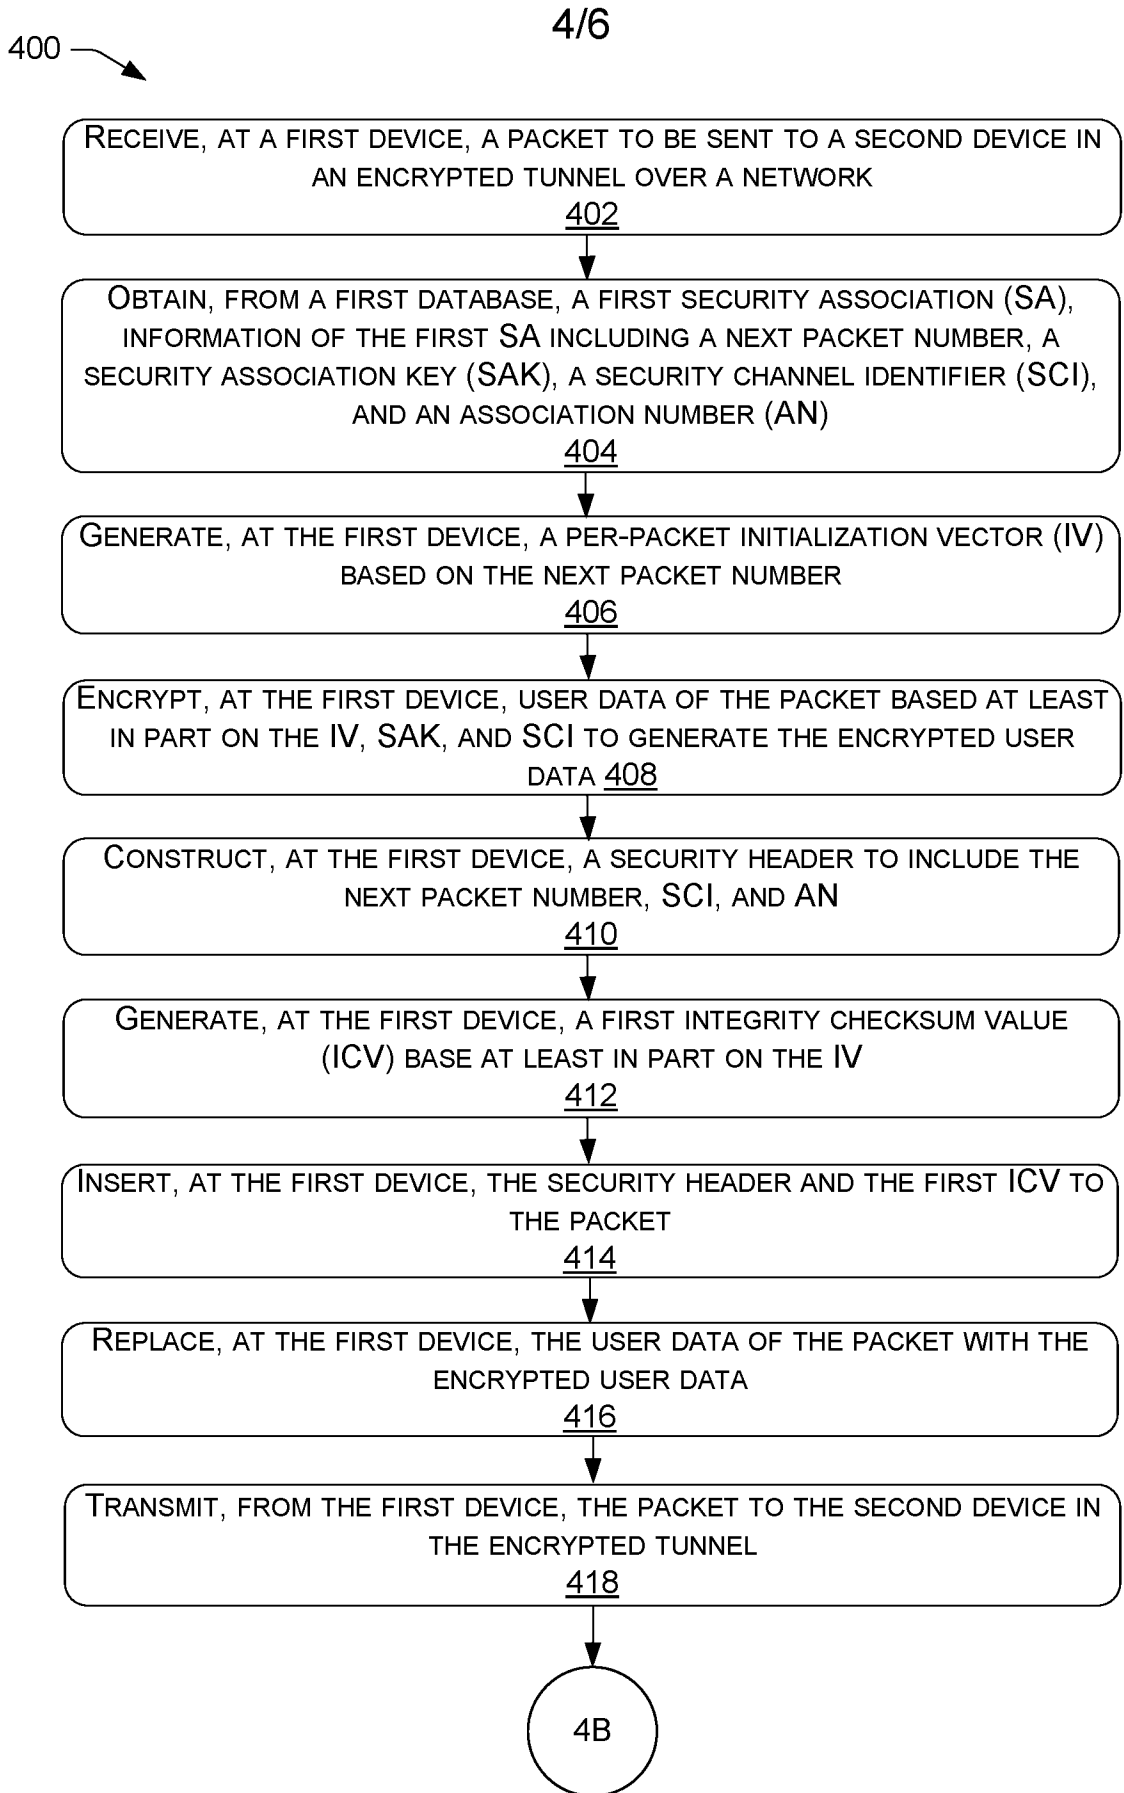 4/6
400
RECEIVE, AT A FIRST DEVICE, A PACKET TO BE SENT TO A SECOND DEVICE IN
AN ENCRYPTED TUNNEL OVER A NETWORK
402
OBTAIN, FROM A FIRST DATABASE, A FIRST SECURITY ASSOCIATION (SA),
INFORMATION OF THE FIRST SA INCLUDING A NEXT PACKET NUMBER, A
SECURITY ASSOCIATION KEY (SAK), A SECURITY CHANNEL IDENTIFIER (SCI),
AND AN ASSOCIATION NUMBER (AN)
404
GENERATE, AT THE FIRST DEVICE, A PER-PACKET INITIALIZATION VECTOR (IV)
BASED ON THE NEXT PACKET NUMBER
406
ENCRYPT, AT THE FIRST DEVICE, USER DATA OF THE PACKET BASED AT LEAST
IN PART ON THE IV, SAK, AND SCI TO GENERATE THE ENCRYPTED USER
DATA 408
CONSTRUCT, AT THE FIRST DEVICE, A SECURITY HEADER TO INCLUDE THE
NEXT PACKET NUMBER, SCI, AND AN
410
GENERATE, AT THE FIRST DEVICE, A FIRST INTEGRITY CHECKSUM VALUE
(ICV) BASE AT LEAST IN PART ON THE IV
412
INSERT, AT THE FIRST DEVICE, THE SECURITY HEADER AND THE FIRST ICV TO
THE PACKET
414
REPLACE, AT THE FIRST DEVICE, THE USER DATA OF THE PACKET WITH THE
ENCRYPTED USER DATA
416
TRANSMIT, FROM THE FIRST DEVICE, THE PACKET TO THE SECOND DEVICE IN
THE ENCRYPTED TUNNEL
418
4B